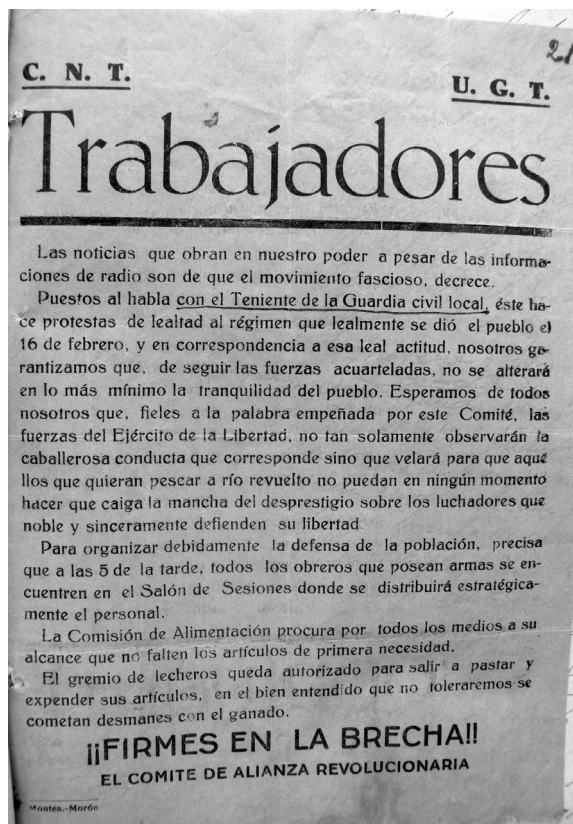 21
C. N. T.
U. G. T.
Trabajadores
Las noticias que obran en nuestro poder a pesar de las informa-
ciones de radio son de que el movimiento fascioso, decrece.
Puestos al habla con el Teniente de la Guardia civil local, éste ha-
ce protestas de lealtad al régimen que lealmente se dió el pueblo el
16 de febrero, y en correspondencia a esa leal actitud, nosotros ga-
rantizamos que, de seguir las fuerzas acuarteladas, no se alterará
en lo más mínimo la tranquilidad del pueblo. Esperamos de todos
nosotros que, fieles a la palabra empeñada por este Comité, las
fuerzas del Ejército de la Libertad, no tan solamente observarán la
caballerosa conducta que corresponde sino que velará para que aque
llos que quieran pescar a río revuelto no puedan en ningún momento
hacer que caiga la mancha del desprestigio sobre los luchadores que
noble y sinceramente defienden su libertad
Para organizar debidamente la defensa de la población, precisa
que a las 5 de la tarde, todos los obreros que posean armas se en-
cuentren en el Salón de Sesiones donde se distribuirá estratégica-
mente el personal.
La Comisión de Alimentación procura por todos los medios a su
alcance que no falten los artículos de primera necesidad.
El gremio de lecheros queda autorizado para salir a pastar y
expender sus artículos, en el bien entendido que no toleraremos se
cometan desmanes con el ganado.
¡¡FIRMES EN LA BRECHA!!
EL COMITE DE ALIANZA REVOLUCIONARIA
Montes.-Morón